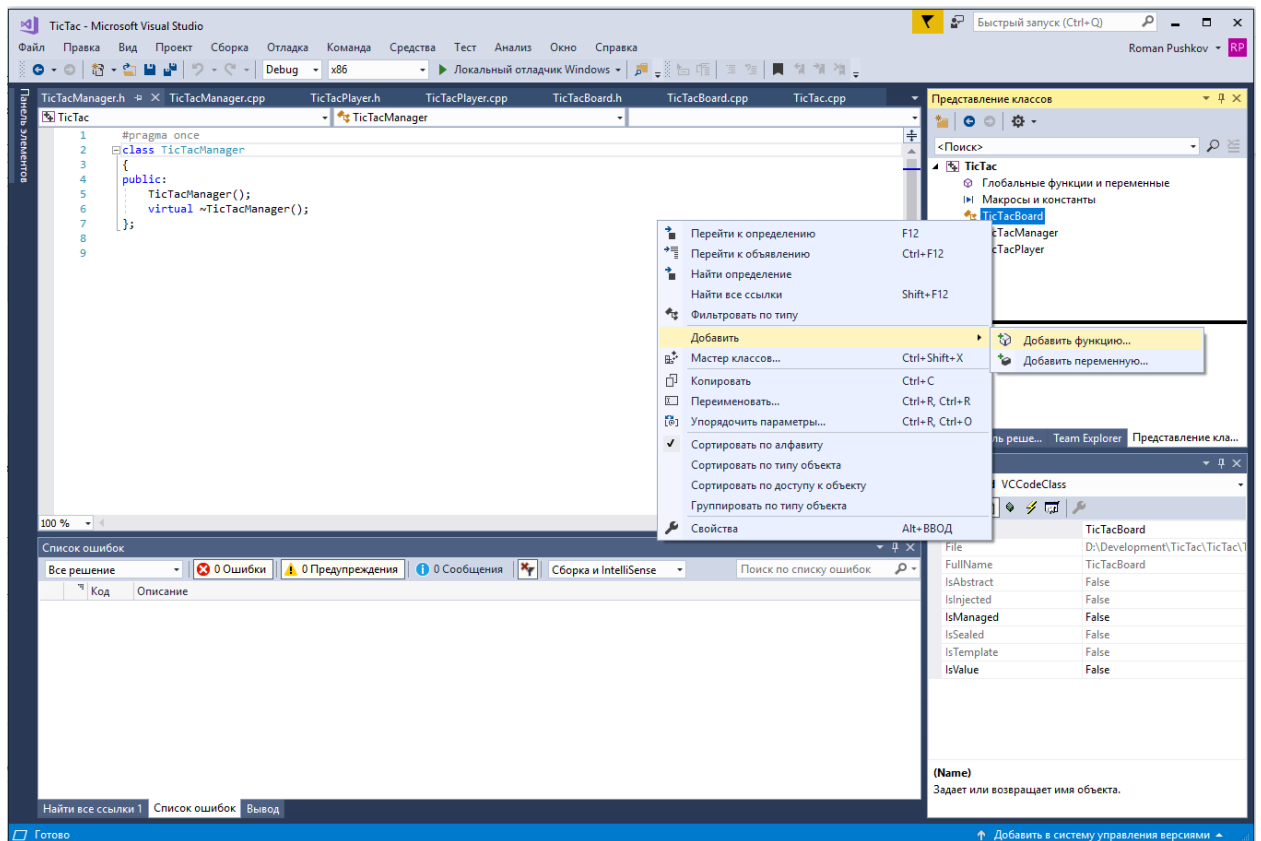 TicTac - Microsoft Visual Studio
Быстрый запуск (Ctrl+Q)
Файл Правка Вид Проект Сборка Отладка Команда Средства Тест Анализ Окно Справка
Roman Pushkov RP
Debug x86 Локальный отладчик Windows
Панель элементов
TicTacManager.h TicTacManager.cpp TicTacPlayer.h TicTacPlayer.cpp TicTacBoard.h TicTacBoard.cpp TicTac.cpp
TicTac TicTacManager
1 #pragma once
2 class TicTacManager
3 {
4 public:
5 TicTacManager();
6 virtual ~TicTacManager();
7 };
8
9
100 %
Представление классов
<Поиск>
TicTac
Глобальные функции и переменные
Макросы и константы
TicTacBoard
cTacManager
cTacPlayer
Перейти к определению F12
Перейти к объявлению Ctrl+F12
Найти определение
Найти все ссылки Shift+F12
Фильтровать по типу
Добавить
Мастер классов... Ctrl+Shift+X
Копировать Ctrl+C
Переименовать... Ctrl+R, Ctrl+R
Упорядочить параметры... Ctrl+R, Ctrl+O
Сортировать по алфавиту
Сортировать по типу объекта
Сортировать по доступу к объекту
Группировать по типу объекта
Свойства Alt+ВВОД
Добавить функцию...
Добавить переменную...
ль реше... Team Explorer Представление кла...
VCCodeClass
TicTacBoard
File D:\Development\TicTac\TicTac\
FullName TicTacBoard
IsAbstract False
IsInjected False
IsManaged False
IsSealed False
IsTemplate False
IsValue False
(Name)
Задает или возвращает имя объекта.
Список ошибок
Все решение 0 Ошибки 0 Предупреждения 0 Сообщения Сборка и IntelliSense Поиск по списку ошибок
Код Описание
Найти все ссылки 1 Список ошибок Вывод
Готово
Добавить в систему управления версиями